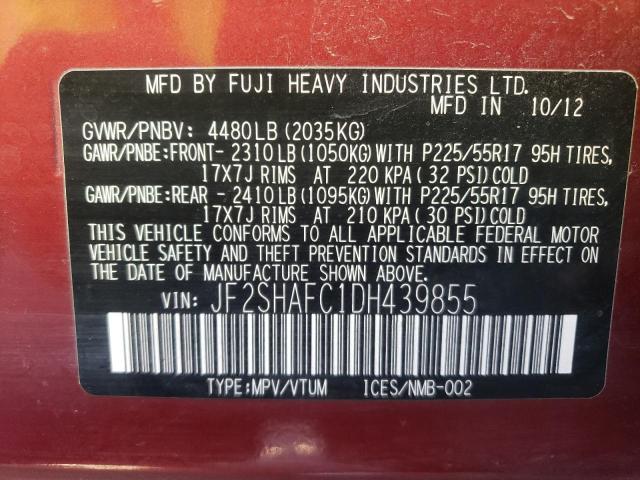 MFD BY FUJI HEAVY INDUSTRIES LTD.
MFD IN 10/12
GVWR/PNBV: 4480LB(2035KG)
GAWR/PNBE:FRONT- 2310LB(1050KG)WITH P225/55R17 95H TIRES,
17X7J RIMS AT 220 KPA( 32 PSI)COLD
GAWR/PNBE:REAR - 2410LB(1095KG)WITH P225/55R17 95H TIRES,
17X7J RIMS AT 210 KPA( 30 PSI)COLD
THIS VEHICLE CONFORMS TO ALL APPLICABLE FEDERAL MOTOR
VEHICLE SAFETY AND THEFT PREVENTION STANDARDS IN EFFECT ON
THE DATE OF MANUFACTURE SHOWN ABOVE.
VIN: JF2SHAFC1DH439855
TYPE:MPV/VTUM ICES/NMB-002